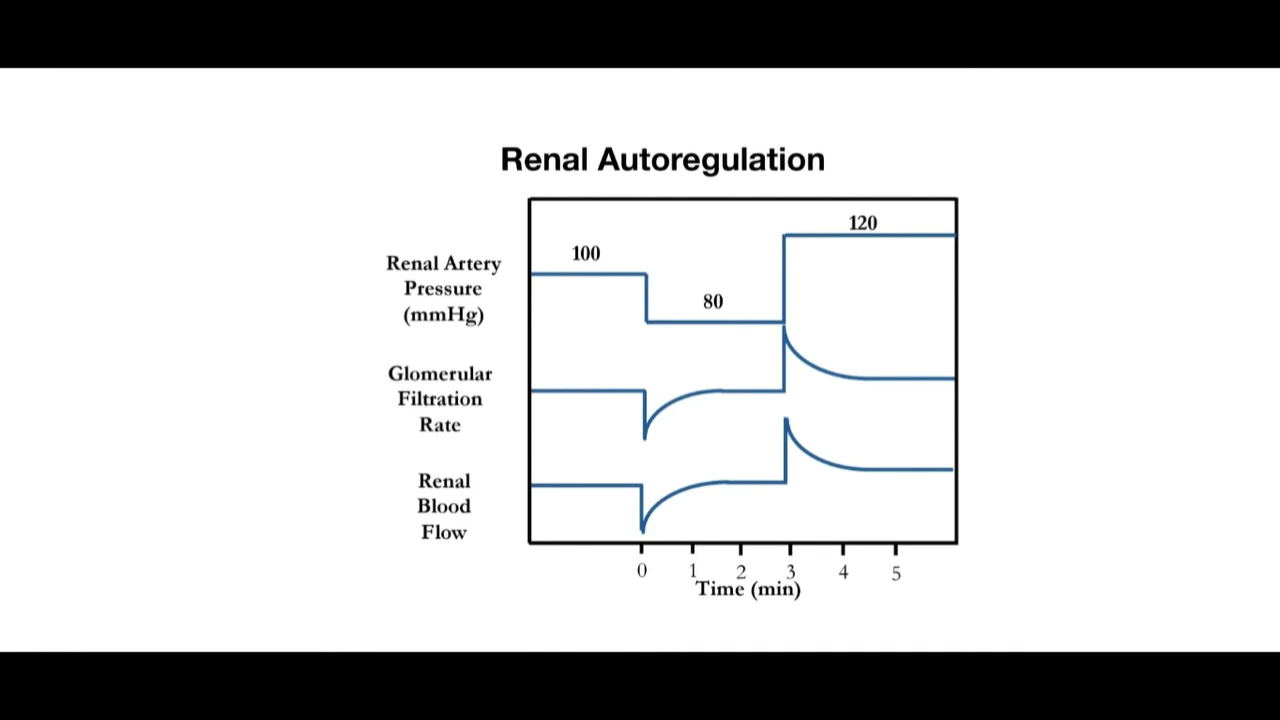 Renal Autoregulation
120
100
Renal Artery
Pressure
(mmHg)
80
Glomerular
Filtration
Rate
Renal
Blood
Flow
0 1 2 3 4 5
Time (min)